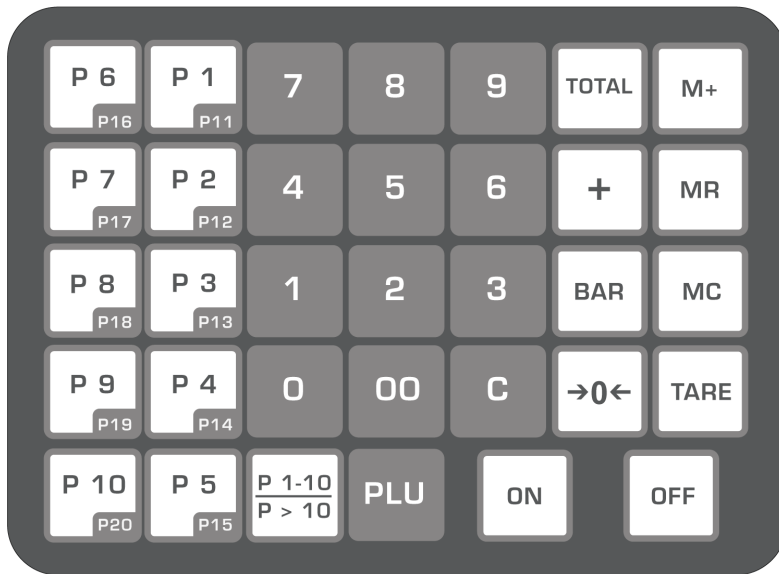 P 6 P 1 7 8 9 TOTAL M+
P16 P11
P 7 P 2 4 5 6 + MR
P17 P12
P 8 P 3 1 2 3 BAR MC
P18 P13
P 9 P 4 0 00 C →0← TARE
P19 P14
P 10 P 5 P 1-10 PLU ON OFF
P > 10
P20 P15